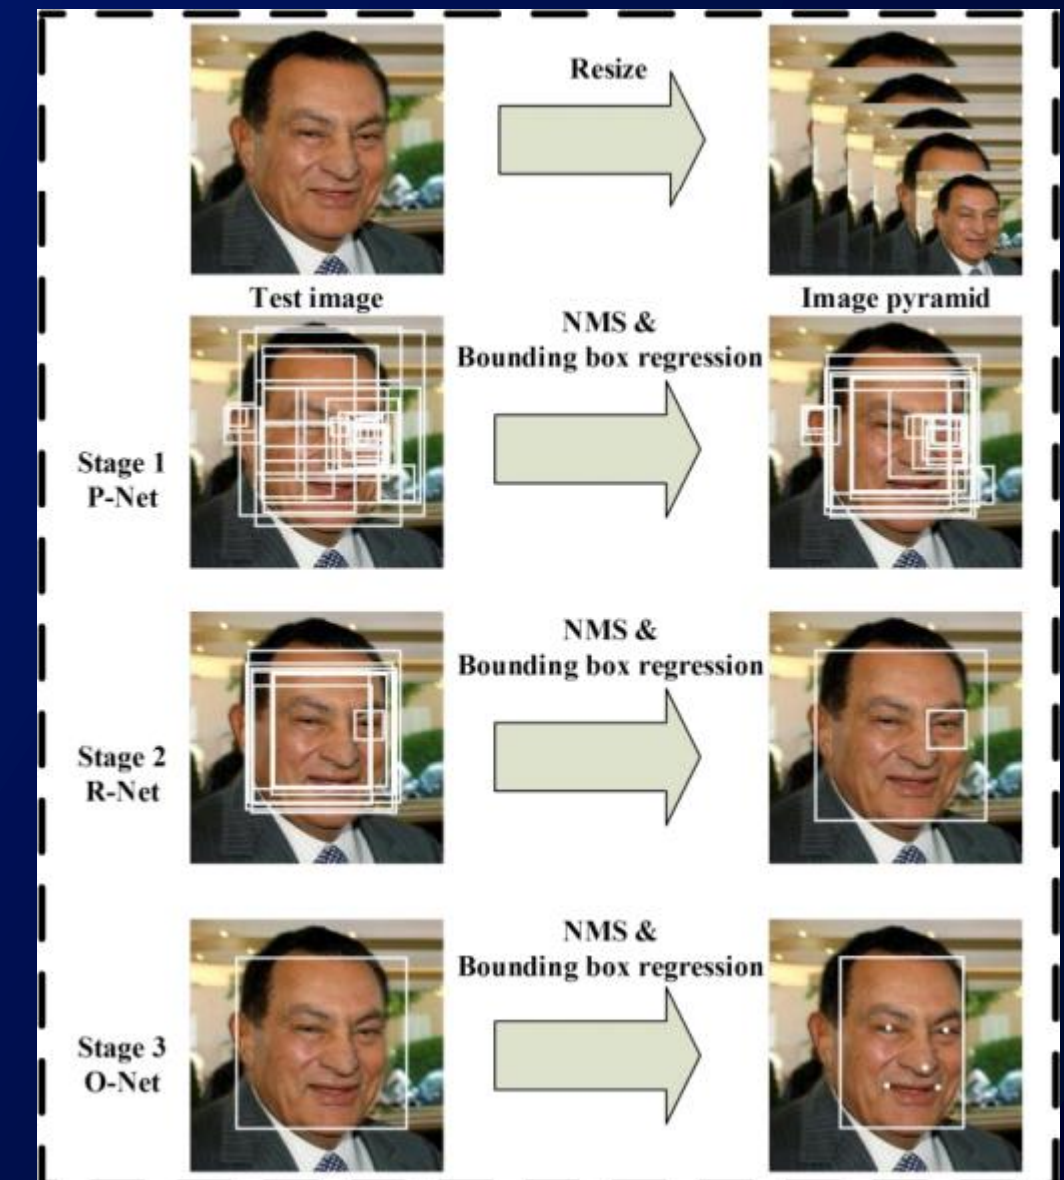 Resize
Test image
Image pyramid
NMS &
Bounding box regression
Stage 1
P-Net
NMS &
Bounding box regression
Stage 2
R-Net
NMS &
Bounding box regression
Stage 3
O-Net